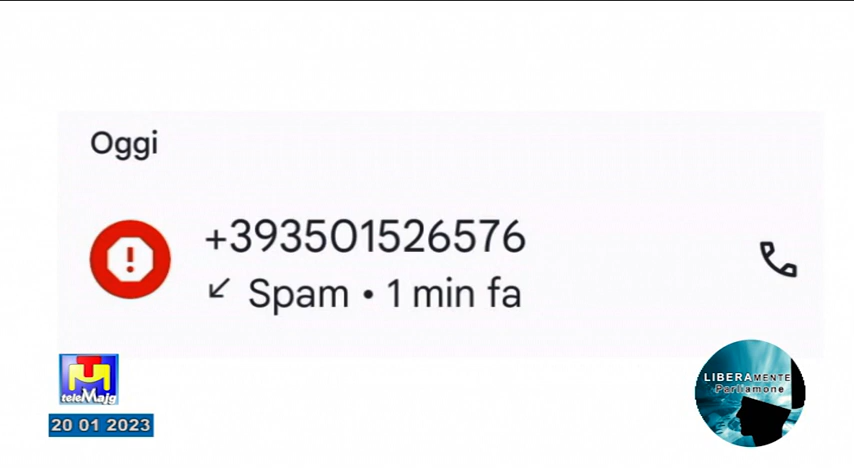 Oggi
+393501526576
Spam • 1 min fa
teleMajg
20 01 2023
LIBERAMENTE
Parliamone